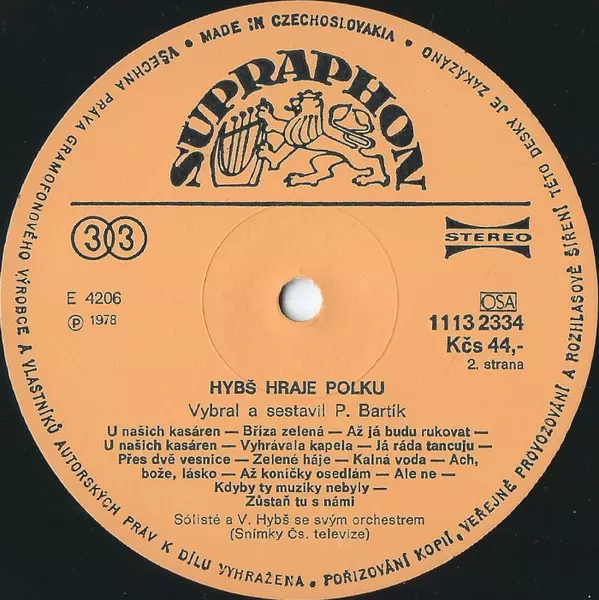 MADE IN CZECHOSLOVAKIA • VŠECHNA PRÁVA GRAMOFONOVÉHO VÝROBCE A VLASTNÍKŮ AUTORSKÝCH PRÁV K DÍLU VYHRAŽENA • POŘIZOVÁNÍ KOPIÍ, VEŘEJNÉ PROVOZOVÁNÍ A ROZHLASOVÉ ŠÍŘENÍ TÉTO DESKY JE ZAKÁZÁNO •
SUPRAPHON
33
STEREO
E 4206
Ⓟ 1978
OSA
1113 2334
Kčs 44,-
2. strana
HYBŠ HRAJE POLKU
Vybral a sestavil P. Bartík
U našich kasáren — Bříza zelená — Až já budu rukovat —
U našich kasáren — Vyhrávala kapela — Já ráda tancuju —
Přes dvě vesnice — Zelené háje — Kalná voda — Ach,
bože, lásko — Až koníčky osedlám — Ale ne —
Kdyby ty muziky nebyly —
Zůstaň tu s námi
Sólisté a V. Hybš se svým orchestrem
(Snímky Čs. televize)